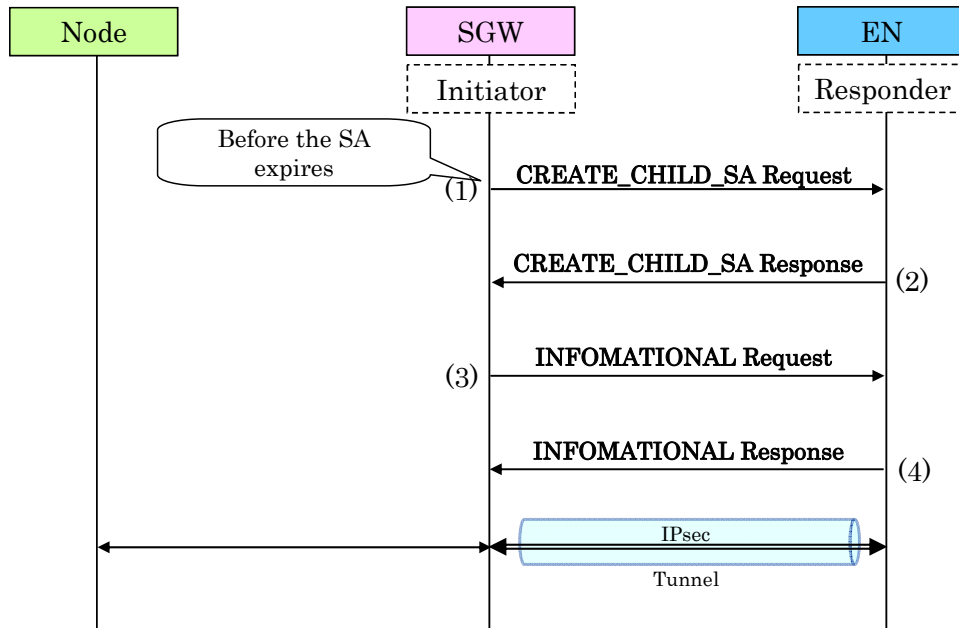 Node
SGW
EN
Initiator
Responder
Before the SA
expires
(1)
CREATE_CHILD_SA Request
CREATE_CHILD_SA Response
(2)
(3)
INFOMATIONAL Request
INFOMATIONAL Response
(4)
IPsec
Tunnel